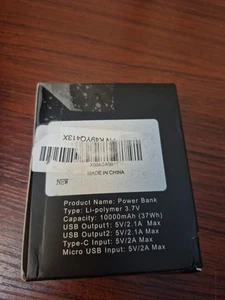 X49YQ413X
MADE IN CHINA
NEW
Product Name: Power Bank
Type: Li-polymer 3.7V
Capacity: 10000mAh (37Wh)
USB Output1: 5V/2.1A Max
USB Output2: 5V/2.1A Max
Type-C Input: 5V/2A Max
Micro USB Input: 5V/2A Max